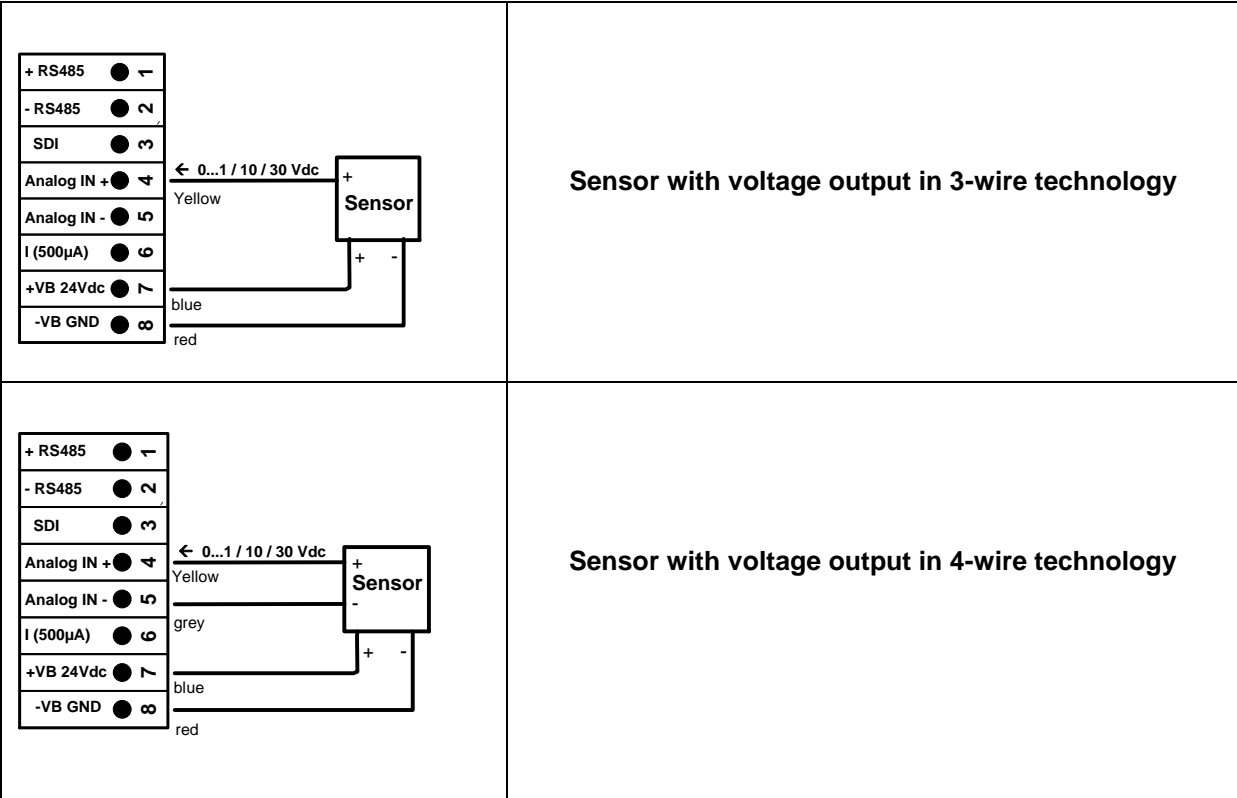 + RS485 1
- RS485 2
SDI 3
Analog IN + 4
Analog IN - 5
I (500µA) 6
+VB 24Vdc 7
-VB GND 8
← 0...1 / 10 / 30 Vdc
Yellow
+
Sensor
+ -
blue
red
Sensor with voltage output in 3-wire technology
+ RS485 1
- RS485 2
SDI 3
Analog IN + 4
Analog IN - 5
I (500µA) 6
+VB 24Vdc 7
-VB GND 8
← 0...1 / 10 / 30 Vdc
Yellow
+
Sensor
-
grey
+ -
blue
red
Sensor with voltage output in 4-wire technology